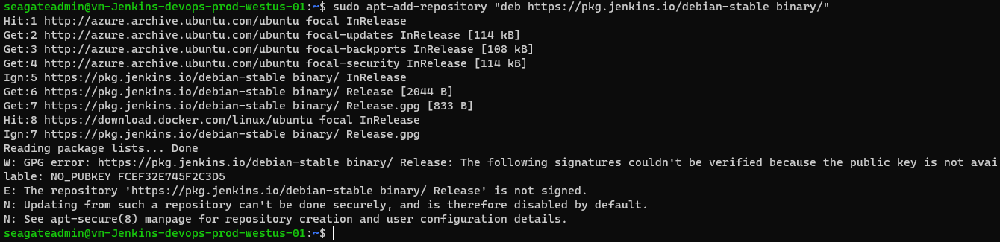 seagateadmin@vm-Jenkins-devops-prod-westus-01:~$ sudo apt-add-repository "deb https://pkg.jenkins.io/debian-stable binary/"
Hit:1 http://azure.archive.ubuntu.com/ubuntu focal InRelease
Get:2 http://azure.archive.ubuntu.com/ubuntu focal-updates InRelease [114 kB]
Get:3 http://azure.archive.ubuntu.com/ubuntu focal-backports InRelease [108 kB]
Get:4 http://azure.archive.ubuntu.com/ubuntu focal-security InRelease [114 kB]
Ign:5 https://pkg.jenkins.io/debian-stable binary/ InRelease
Get:6 https://pkg.jenkins.io/debian-stable binary/ Release [2044 B]
Get:7 https://pkg.jenkins.io/debian-stable binary/ Release.gpg [833 B]
Hit:8 https://download.docker.com/linux/ubuntu focal InRelease
Ign:7 https://pkg.jenkins.io/debian-stable binary/ Release.gpg
Reading package lists... Done
W: GPG error: https://pkg.jenkins.io/debian-stable binary/ Release: The following signatures couldn't be verified because the public key is not avai
lable: NO_PUBKEY FCEF32E745F2C3D5
E: The repository 'https://pkg.jenkins.io/debian-stable binary/ Release' is not signed.
N: Updating from such a repository can't be done securely, and is therefore disabled by default.
N: See apt-secure(8) manpage for repository creation and user configuration details.
seagateadmin@vm-Jenkins-devops-prod-westus-01:~$